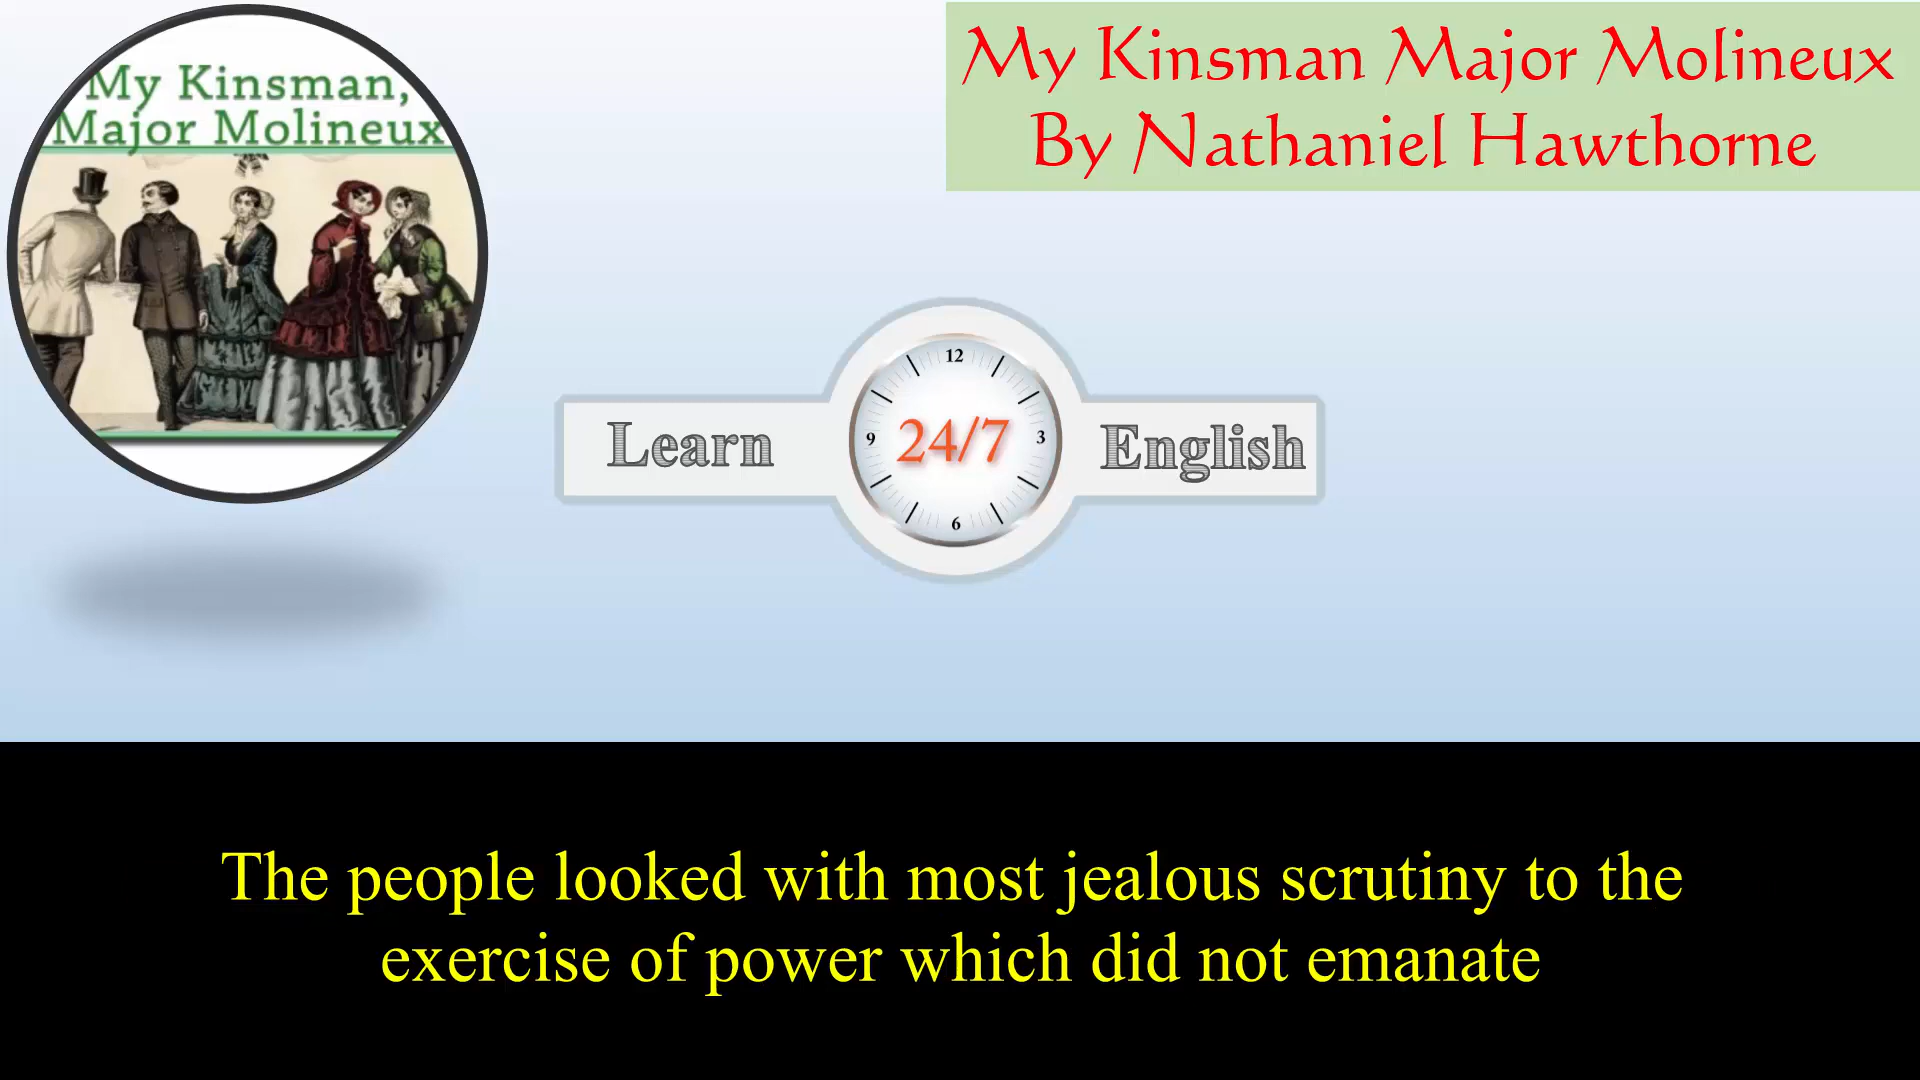 My Kinsman,
Major Molineux
My Kinsman Major Molineux
By Nathaniel Hawthorne
12
9
3
6
Learn
24/7
English
The people looked with most jealous scrutiny to the
exercise of power which did not emanate